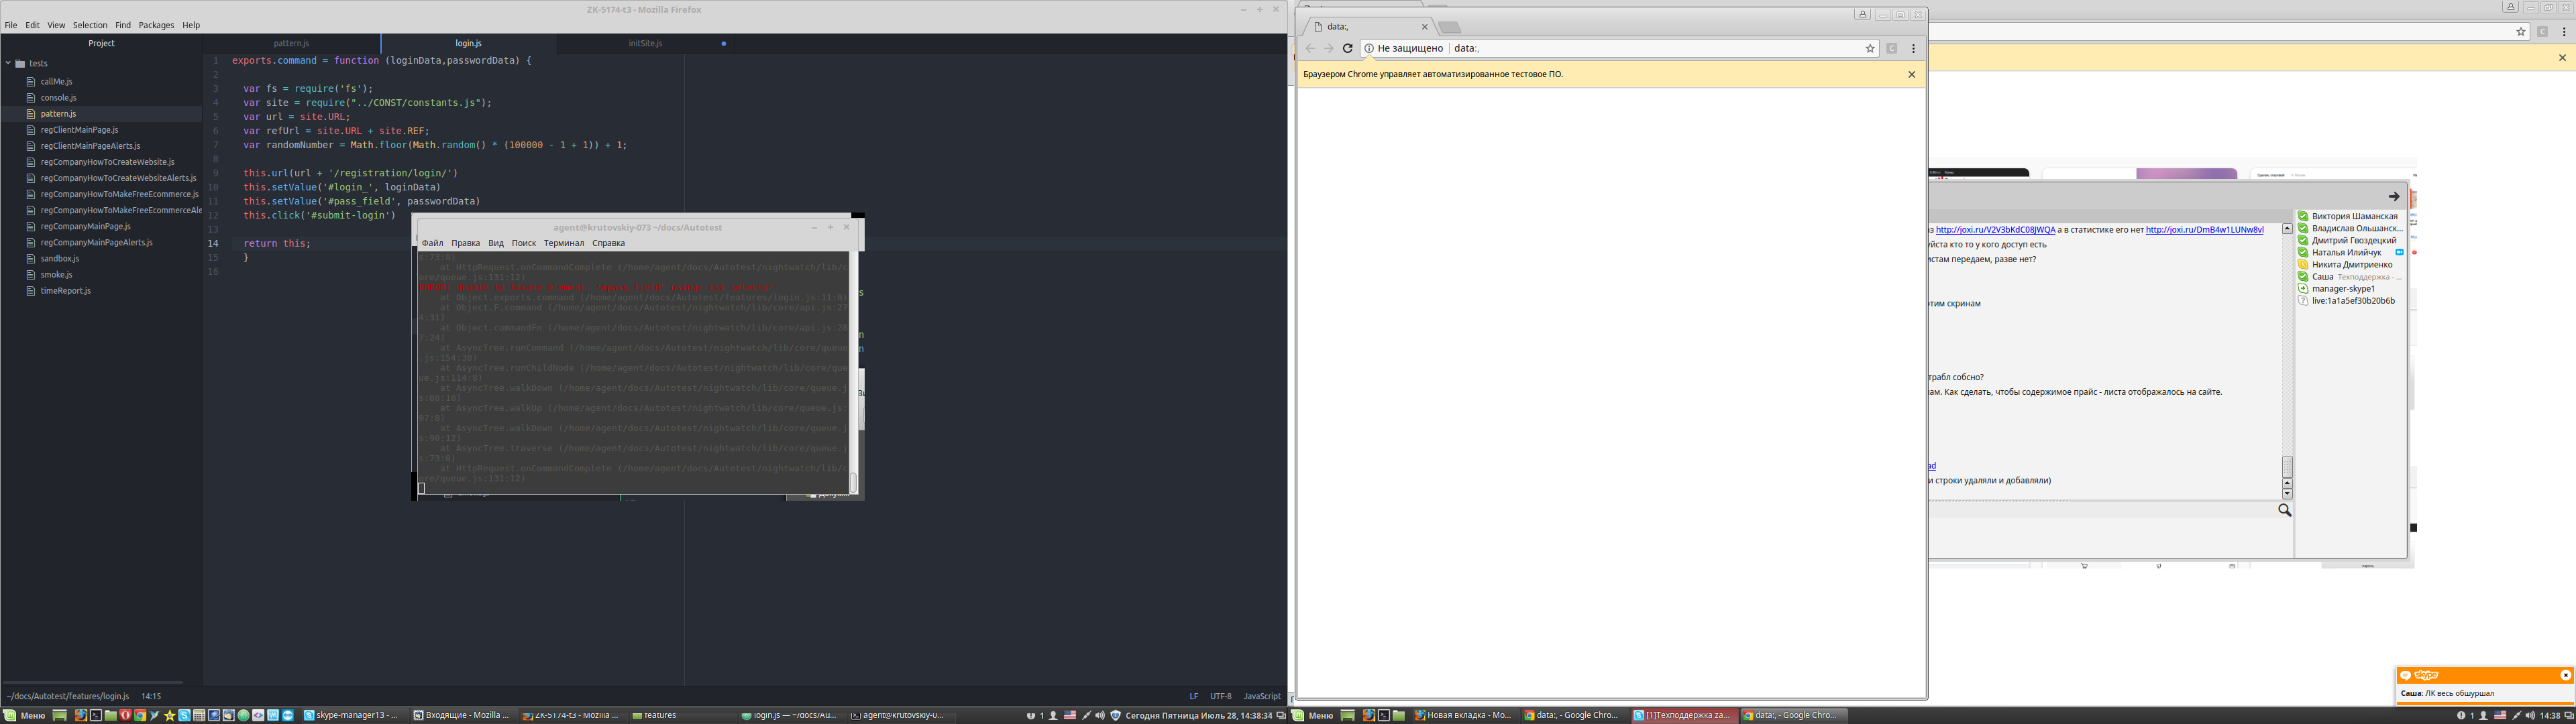 ZK-5174-t3 - Mozilla Firefox
File Edit View Selection Find Packages Help
Project
pattern.js
login.js
initSite.js
tests
callMe.js
console.js
pattern.js
regClientMainPage.js
regClientMainPageAlerts.js
regCompanyHowToCreateWebsite.js
regCompanyHowToCreateWebsiteAlerts.js
regCompanyHowToMakeFreeEcommerce.js
regCompanyHowToMakeFreeEcommerceAle
regCompanyMainPage.js
regCompanyMainPageAlerts.js
sandbox.js
smoke.js
timeReport.js
1 exports.command = function (loginData,passwordData) {
2
3 var fs = require('fs');
4 var site = require("../CONST/constants.js");
5 var url = site.URL;
6 var refUrl = site.URL + site.REF;
7 var randomNumber = Math.floor(Math.random() * (100000 - 1 + 1)) + 1;
8
9 this.url(url + '/registration/login/')
10 this.setValue('#login_', loginData)
11 this.setValue('#pass_field', passwordData)
12 this.click('#submit-login')
13
14 return this;
15 }
16
agent@krutovskiy-073 ~/docs/Autotest
Файл Правка Вид Поиск Терминал Справка
s:73:8)
at HttpRequest.onCommandComplete (/home/agent/docs/Autotest/nightwatch/lib/c
ore/queue.js:131:12)
ERROR: Unable to locate element: "#pass_field" using: css selector
at Object.exports.command (/home/agent/docs/Autotest/features/login.js:11:8)
at Object.F.command (/home/agent/docs/Autotest/nightwatch/lib/core/api.js:27
4:31)
at Object.commandFn (/home/agent/docs/Autotest/nightwatch/lib/core/api.js:28
7:24)
at AsyncTree.runCommand (/home/agent/docs/Autotest/nightwatch/lib/core/queue
.js:154:30)
at AsyncTree.runChildNode (/home/agent/docs/Autotest/nightwatch/lib/core/que
ue.js:114:8)
at AsyncTree.walkDown (/home/agent/docs/Autotest/nightwatch/lib/core/queue.j
s:80:10)
at AsyncTree.walkUp (/home/agent/docs/Autotest/nightwatch/lib/core/queue.js:
97:8)
at AsyncTree.walkDown (/home/agent/docs/Autotest/nightwatch/lib/core/queue.j
s:90:12)
at AsyncTree.traverse (/home/agent/docs/Autotest/nightwatch/lib/core/queue.j
s:73:8)
at HttpRequest.onCommandComplete (/home/agent/docs/Autotest/nightwatch/lib/c
ore/queue.js:131:12)
~/docs/Autotest/features/login.js 14:15
LF UTF-8 JavaScript
data:,
Не защищено data:,
Браузером Chrome управляет автоматизированное тестовое ПО.
http://joxi.ru/V2V3bKdC08JWQA а в статистике его нет http://joxi.ru/DmB4w1LUNw8vl
йста кто то у кого доступ есть
истам передаем, разве нет?
тим скринам
трабл собсно?
ам. Как сделать, чтобы содержимое прайс - листа отображалось на сайте.
ad
и строки удаляли и добавляли)
Виктория Шаманская
Владислав Ольшанск...
Дмитрий Гвоздецкий
Наталья Илийчук
Никита Дмитриенко
Саша Техподдержка - ...
manager-skype1
live:1a1a5ef30b20b6b
skype
Саша: ЛК весь обшуршал
Меню
skype-manager13 - ...
Входящие - Mozilla ...
ZK-5174-t3 - Mozilla ...
features
login.js — ~/docs/Au...
agent@krutovskiy-0...
1
Сегодня Пятница Июль 28, 14:38:34
Меню
Новая вкладка - Mo...
data:, - Google Chro...
[1]Техподдержка za...
data:, - Google Chro...
1
14:38